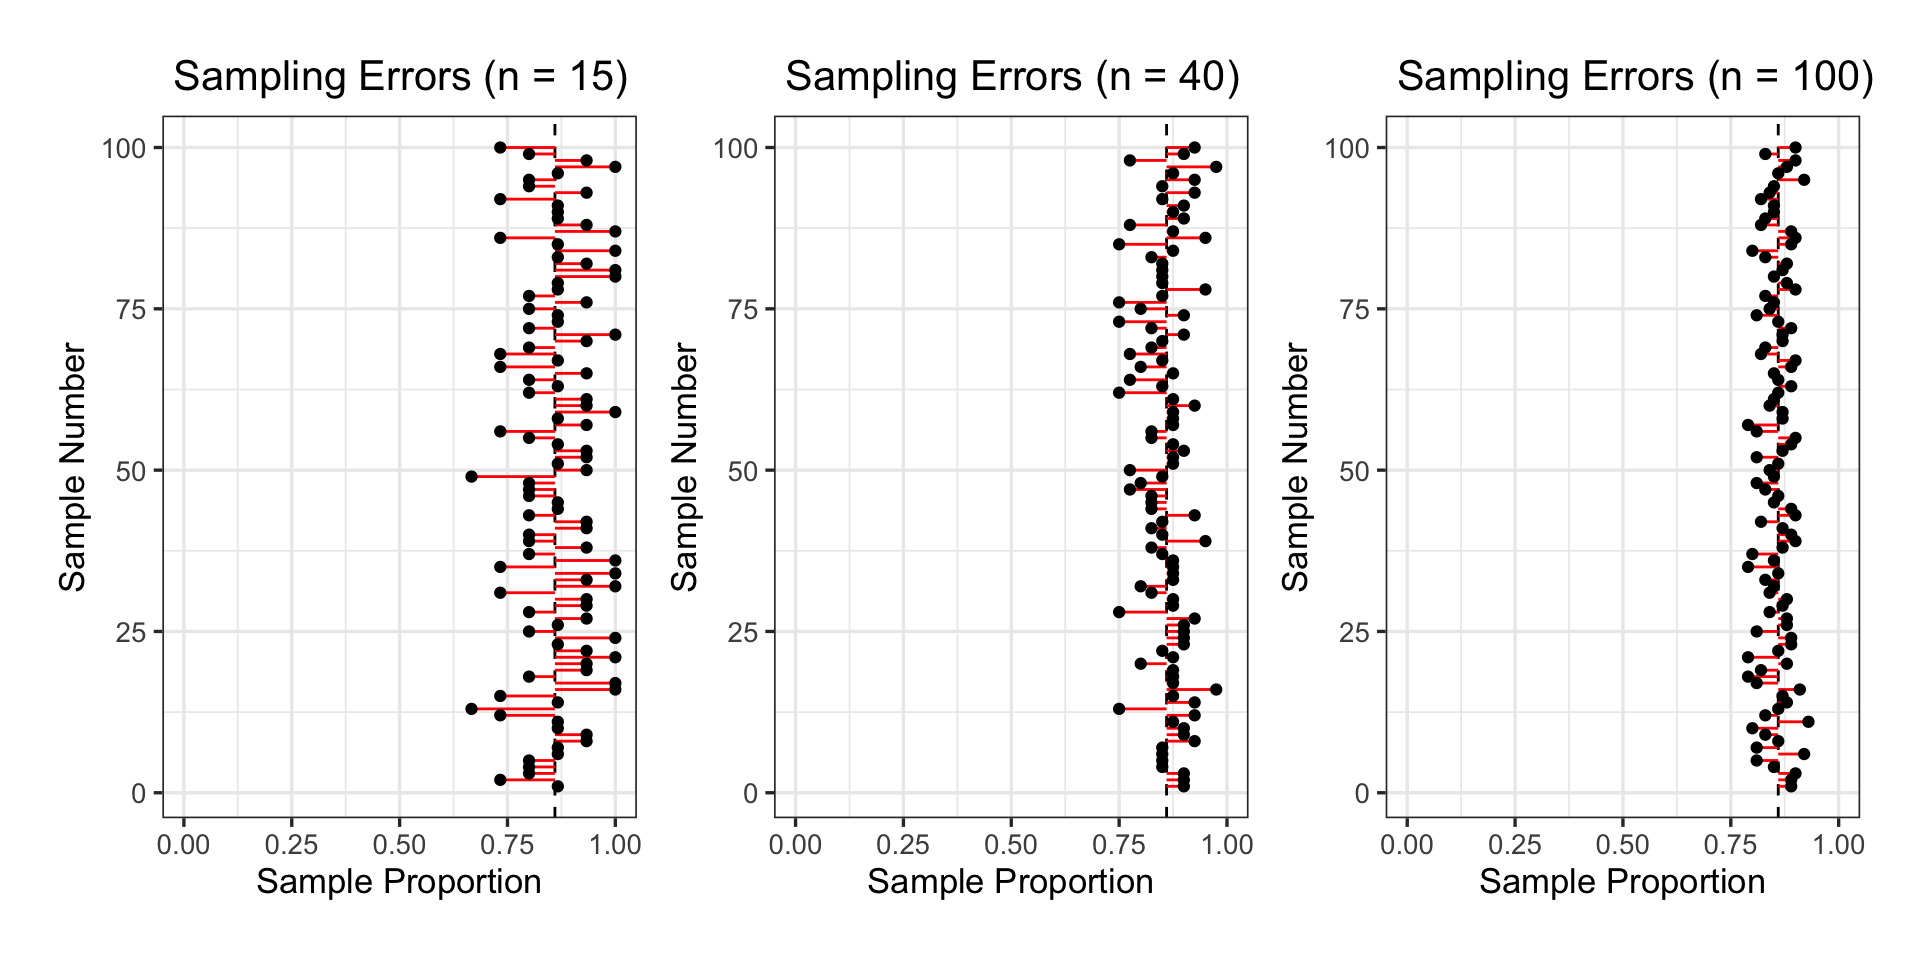 Sampling Errors (n = 15)
100
75
50
25
0
Sample Number
0.00 0.25 0.50 0.75 1.00
Sample Proportion
Sampling Errors (n = 40)
100
75
50
25
0
Sample Number
0.00 0.25 0.50 0.75 1.00
Sample Proportion
Sampling Errors (n = 100)
100
75
50
25
0
Sample Number
0.00 0.25 0.50 0.75 1.00
Sample Proportion